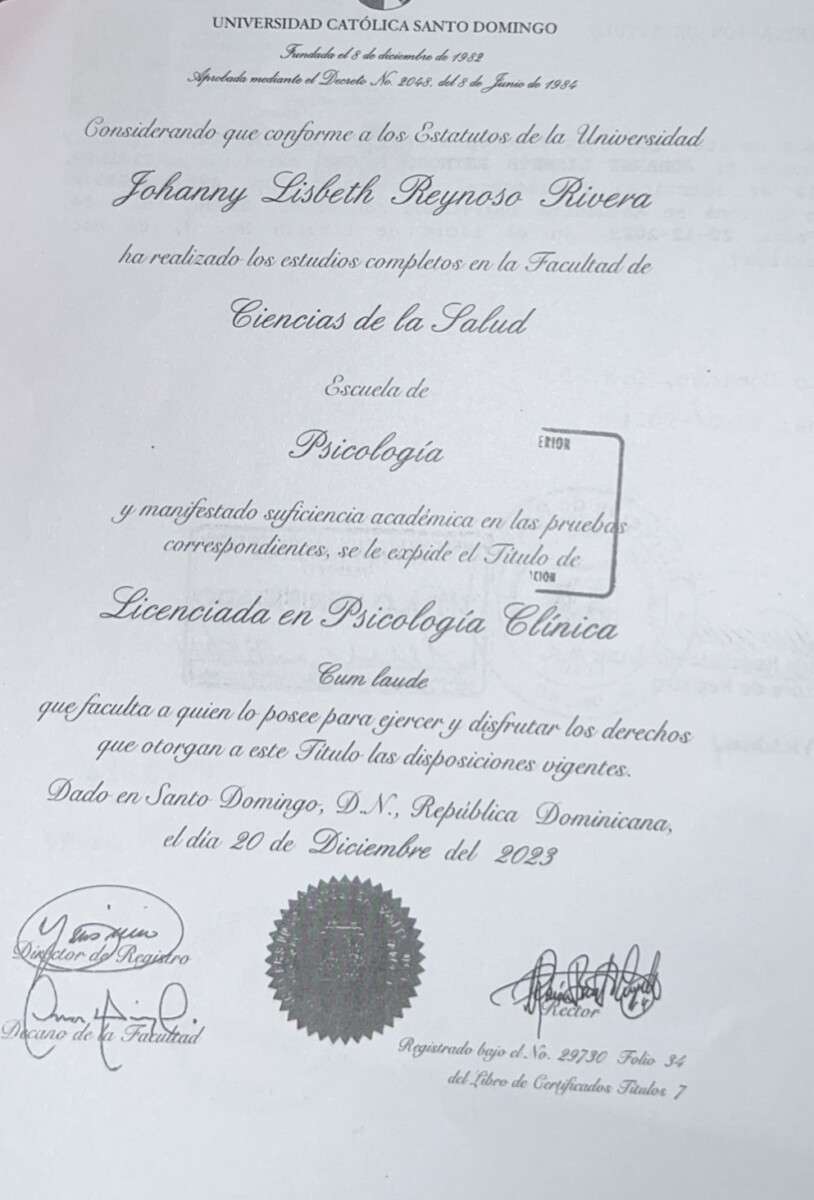 UNIVERSIDAD CATÓLICA SANTO DOMINGO
Fundada el 8 de diciembre de 1982
Aprobada mediante el Decreto No. 2048, del 8 de Junio de 1984
Considerando que conforme a los Estatutos de la Universidad
Johanny Lisbeth Reynoso Rivera
ha realizado los estudios completos en la Facultad de
Ciencias de la Salud
Escuela de
Psicología
ERIOR
y manifestado suficiencia académica en las pruebas
correspondientes, se le expide el Título de
CION
Licenciada en Psicología Clínica
Cum laude
que faculta a quien lo posee para ejercer y disfrutar los derechos
que otorgan a este Título las disposiciones vigentes.
Dado en Santo Domingo, D.N., República Dominicana,
el día 20 de Diciembre del 2023
Director de Registro
Decano de la Facultad
Rector
Registrado bajo el No. 29730 Folio 34
del Libro de Certificados Títulos 7